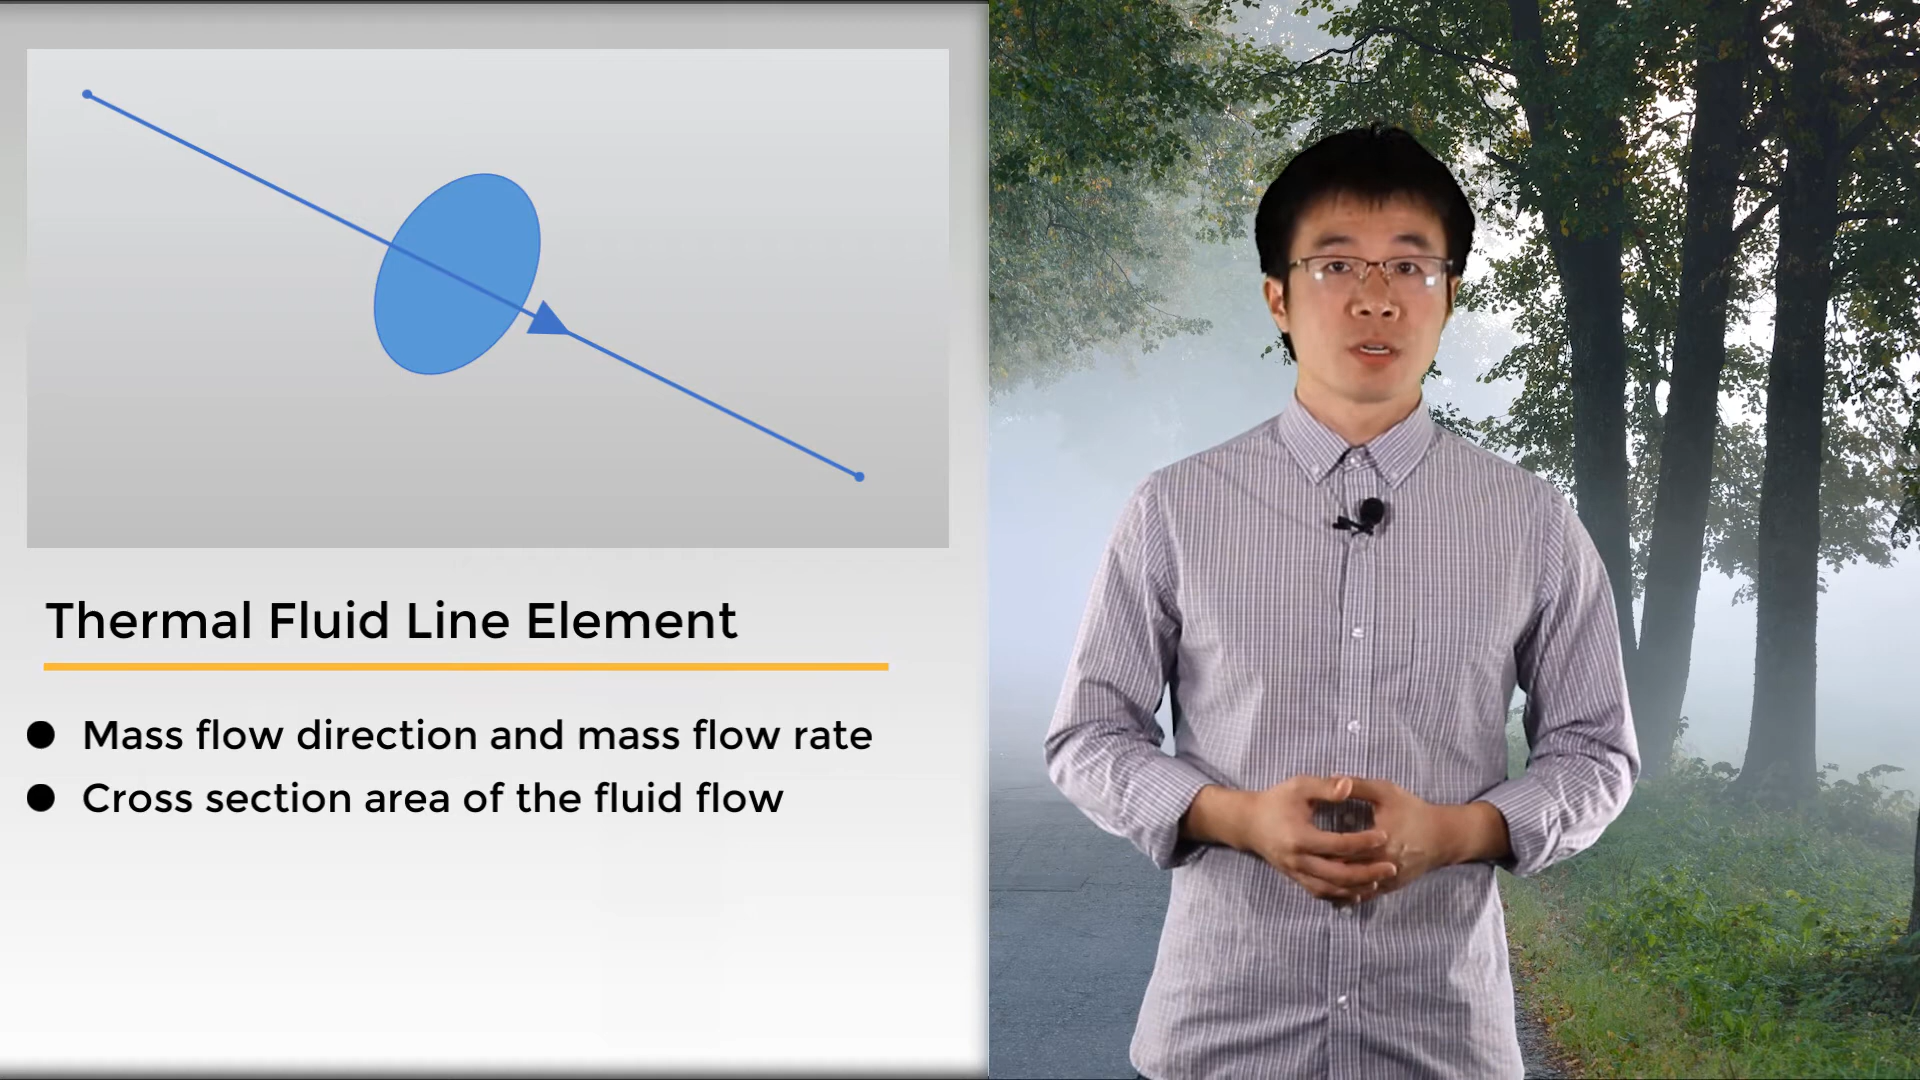 Thermal Fluid Line Element
Mass flow direction and mass flow rate
Cross section area of the fluid flow